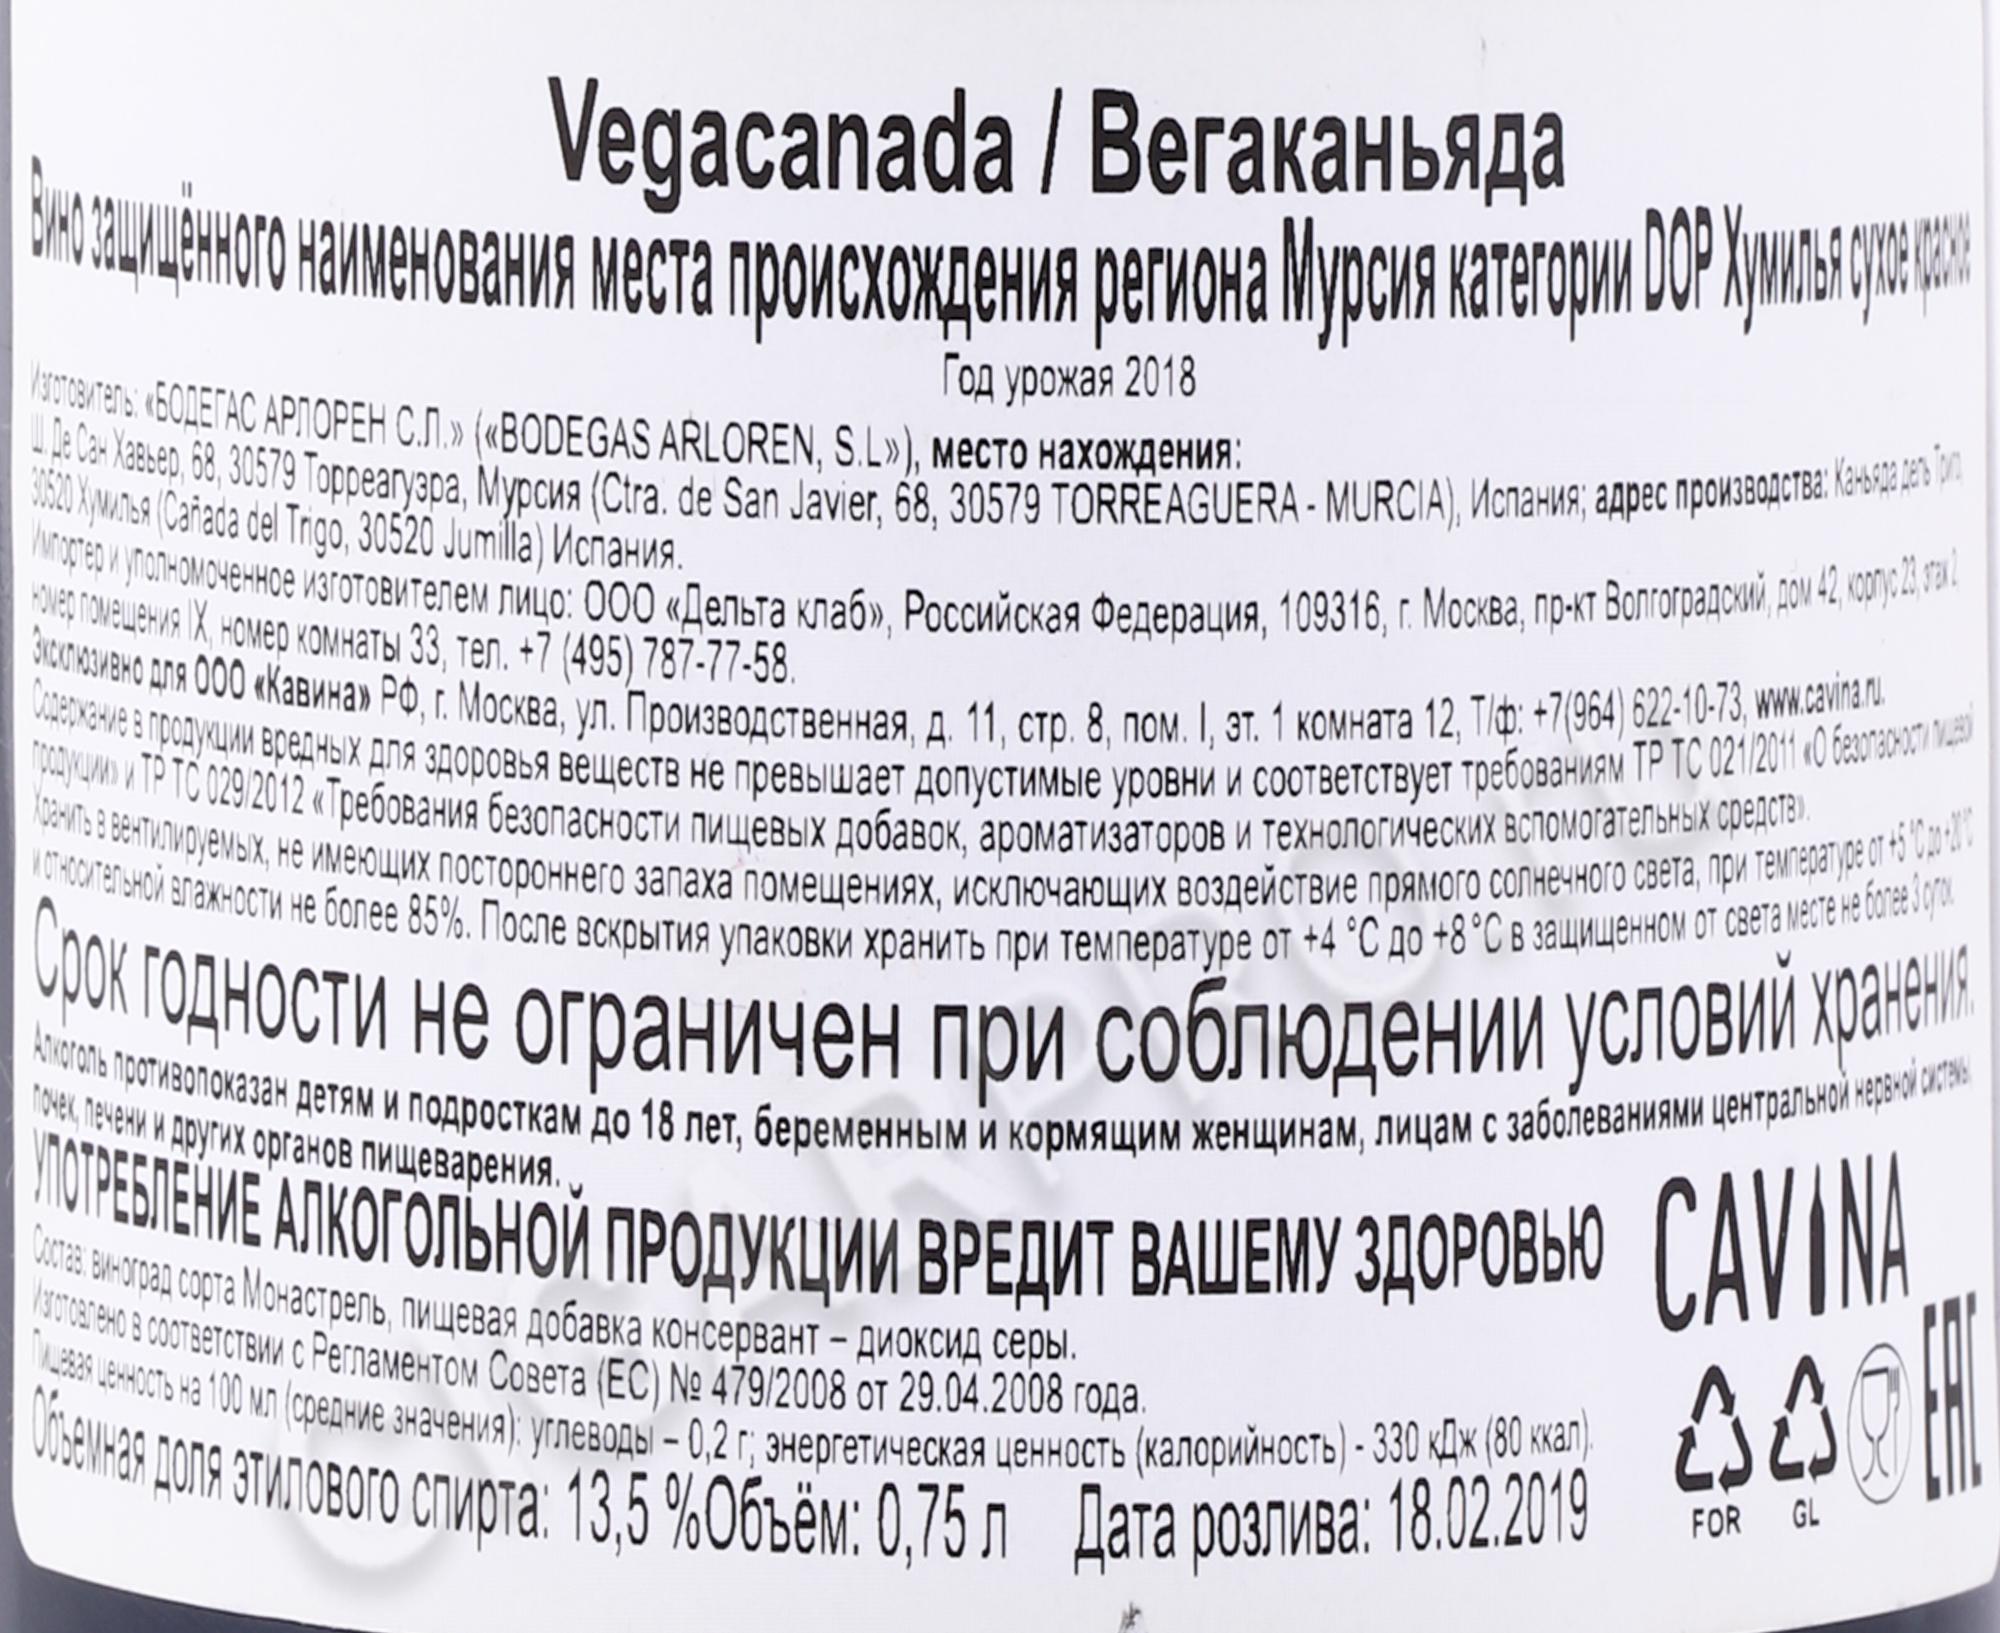 Vegacanada / Вегаканьяда
Вино защищённого наименования места происхождения региона Мурсия категории DOP Хумилья сухое красное
Год урожая 2018
Изготовитель: «БОДЕГАС АРЛОРЕН С.Л.» («BODEGAS ARLOREN, S.L»), место нахождения:
Ш. Де Сан Хавьер, 68, 30579 Торреагуэра, Мурсия (Ctra. de San Javier, 68, 30579 TORREAGUERA - MURCIA), Испания; адрес производства: Каньяда дель Триго,
30520 Хумилья (Cañada del Trigo, 30520 Jumilla) Испания.
Импортер и уполномоченное изготовителем лицо: ООО «Дельта клаб», Российская Федерация, 109316, г. Москва, пр-кт Волгоградский, дом 42, корпус 23, этаж 2,
номер помещения IX, номер комнаты 33, тел. +7 (495) 787-77-58.
Эксклюзивно для ООО «Кавина» РФ, г. Москва, ул. Производственная, д. 11, стр. 8, пом. I, эт. 1 комната 12, Т/ф: +7(964) 622-10-73, www.cavina.ru.
Содержание в продукции вредных для здоровья веществ не превышает допустимые уровни и соответствует требованиям ТР ТС 021/2011 «О безопасности пищевой
продукции» и ТР ТС 029/2012 «Требования безопасности пищевых добавок, ароматизаторов и технологических вспомогательных средств».
Хранить в вентилируемых, не имеющих постороннего запаха помещениях, исключающих воздействие прямого солнечного света, при температуре от +5 °С до +20 °С
и относительной влажности не более 85%. После вскрытия упаковки хранить при температуре от +4 °С до +8°С в защищенном от света месте не более 3 суток.
Срок годности не ограничен при соблюдении условий хранения.
Алкоголь противопоказан детям и подросткам до 18 лет, беременным и кормящим женщинам, лицам с заболеваниями центральной нервной системы,
почек, печени и других органов пищеварения.
УПОТРЕБЛЕНИЕ АЛКОГОЛЬНОЙ ПРОДУКЦИИ ВРЕДИТ ВАШЕМУ ЗДОРОВЬЮ
CAVINA
Состав: виноград сорта Монастрель, пищевая добавка консервант – диоксид серы.
Изготовлено в соответствии с Регламентом Совета (ЕС) № 479/2008 от 29.04.2008 года.
Пищевая ценность на 100 мл (средние значения): углеводы – 0,2 г; энергетическая ценность (калорийность) - 330 кДж (80 ккал).
Объемная доля этилового спирта: 13,5 %Объём: 0,75 л Дата розлива: 18.02.2019
FOR GL EAC
CIGARPRO.RU